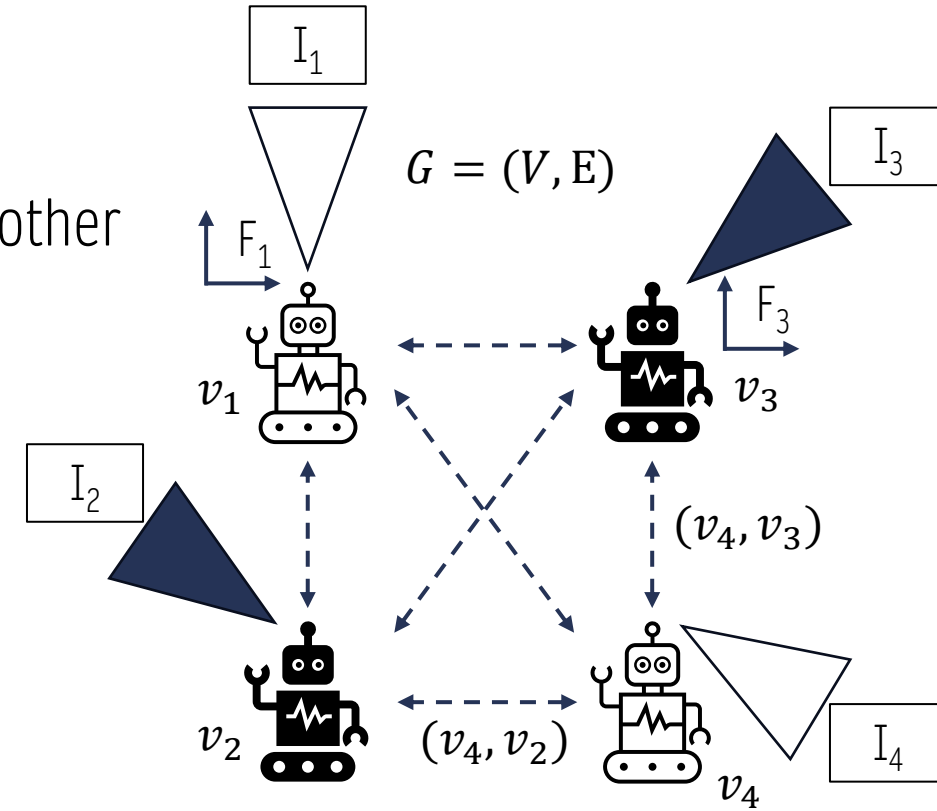 I₁
G = (V, E)
I₃
other
F₁
F₃
v₁
v₃
I₂
(v₄, v₃)
v₂
(v₄, v₂)
I₄
v₄